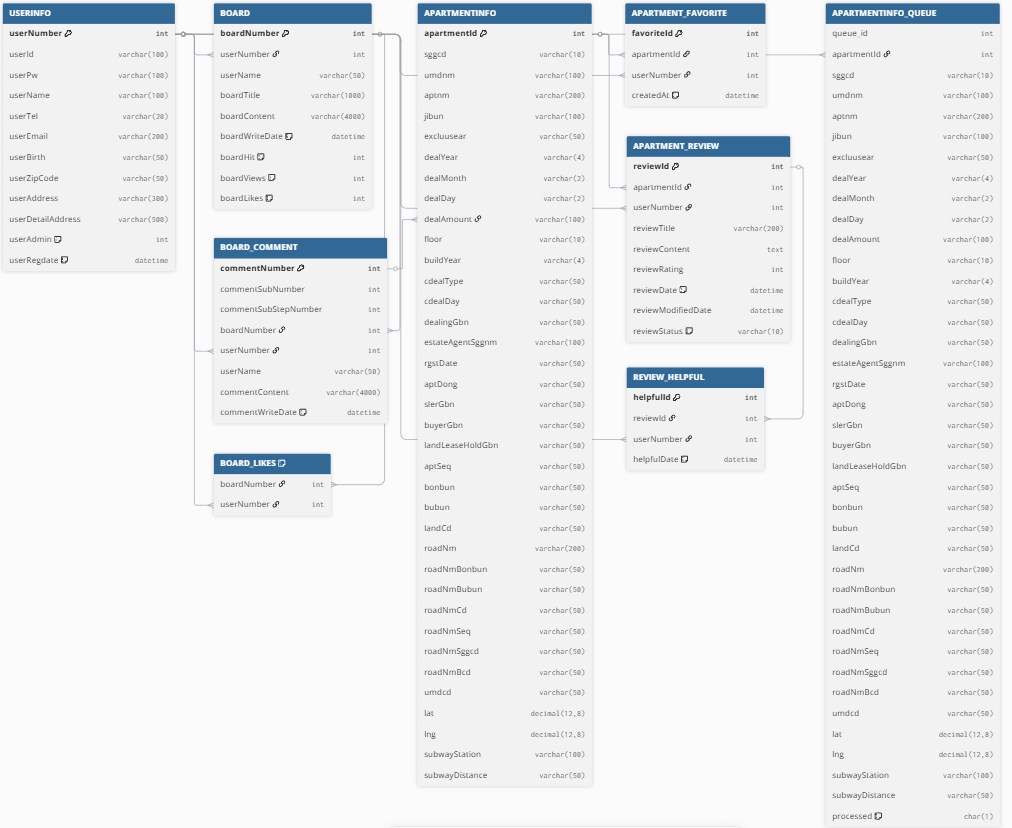 USERINFO
userNumber int
userId varchar(100)
userPw varchar(100)
userName varchar(100)
userTel varchar(20)
userEmail varchar(200)
userBirth varchar(50)
userZipCode varchar(50)
userAddress varchar(300)
userDetailAddress varchar(500)
userAdmin int
userRegdate datetime
BOARD
boardNumber int
userNumber int
userName varchar(50)
boardTitle varchar(1000)
boardContent varchar(4000)
boardWriteDate datetime
boardHit int
boardViews int
boardLikes int
BOARD_COMMENT
commentNumber int
commentSubNumber int
commentSubStepNumber int
boardNumber int
userNumber int
userName varchar(50)
commentContent varchar(4000)
commentWriteDate datetime
BOARD_LIKES
boardNumber int
userNumber int
APARTMENTINFO
apartmentId int
sggcd varchar(10)
umdnm varchar(100)
aptnm varchar(200)
jibun varchar(100)
excluusear varchar(50)
dealYear varchar(4)
dealMonth varchar(2)
dealDay varchar(2)
dealAmount varchar(100)
floor varchar(10)
buildYear varchar(4)
cdealType varchar(50)
cdealDay varchar(50)
dealingGbn varchar(50)
estateAgentSggnm varchar(100)
rgstDate varchar(50)
aptDong varchar(50)
slerGbn varchar(50)
buyerGbn varchar(50)
landLeaseHoldGbn varchar(50)
aptSeq varchar(50)
bonbun varchar(50)
bubun varchar(50)
landCd varchar(50)
roadNm varchar(200)
roadNmBonbun varchar(50)
roadNmBubun varchar(50)
roadNmCd varchar(50)
roadNmSeq varchar(50)
roadNmSggcd varchar(50)
roadNmBcd varchar(50)
umdcd varchar(50)
lat decimal(12,8)
lng decimal(12,8)
subwayStation varchar(100)
subwayDistance varchar(50)
APARTMENT_FAVORITE
favoriteId int
apartmentId int
userNumber int
createdAt datetime
APARTMENT_REVIEW
reviewId int
apartmentId int
userNumber int
reviewTitle varchar(200)
reviewContent text
reviewRating int
reviewDate datetime
reviewModifiedDate datetime
reviewStatus varchar(10)
REVIEW_HELPFUL
helpfulId int
reviewId int
userNumber int
helpfulDate datetime
APARTMENTINFO_QUEUE
queue_id int
apartmentId int
sggcd varchar(10)
umdnm varchar(100)
aptnm varchar(200)
jibun varchar(100)
excluusear varchar(50)
dealYear varchar(4)
dealMonth varchar(2)
dealDay varchar(2)
dealAmount varchar(100)
floor varchar(10)
buildYear varchar(4)
cdealType varchar(50)
cdealDay varchar(50)
dealingGbn varchar(50)
estateAgentSggnm varchar(100)
rgstDate varchar(50)
aptDong varchar(50)
slerGbn varchar(50)
buyerGbn varchar(50)
landLeaseHoldGbn varchar(50)
aptSeq varchar(50)
bonbun varchar(50)
bubun varchar(50)
landCd varchar(50)
roadNm varchar(200)
roadNmBonbun varchar(50)
roadNmBubun varchar(50)
roadNmCd varchar(50)
roadNmSeq varchar(50)
roadNmSggcd varchar(50)
roadNmBcd varchar(50)
umdcd varchar(50)
lat decimal(12,8)
lng decimal(12,8)
subwayStation varchar(100)
subwayDistance varchar(50)
processed char(1)